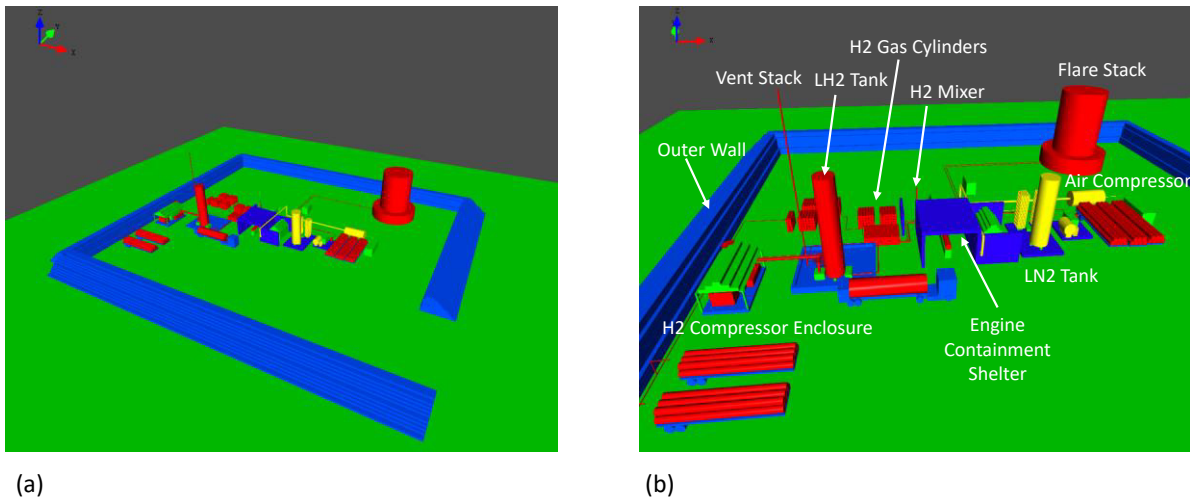 Z
Y
X
Z
X
H2 Gas Cylinders
Vent Stack
LH2 Tank
H2 Mixer
Flare Stack
Outer Wall
Air Compressor
LN2 Tank
H2 Compressor Enclosure
Engine
Containment
Shelter
(a)
(b)